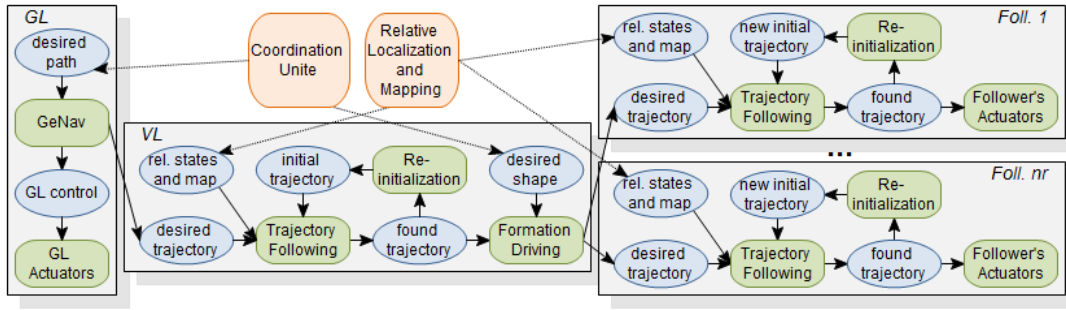 GL
desired
path
GeNav
GL control
GL
Actuators
Coordination
Unite
Relative
Localization
and
Mapping
VL
rel. states
and map
initial
trajectory
Re-
initialization
desired
shape
desired
trajectory
Trajectory
Following
found
trajectory
Formation
Driving
Foll. 1
rel. states
and map
new initial
trajectory
Re-
initialization
desired
trajectory
Trajectory
Following
found
trajectory
Follower's
Actuators
...
Foll. nr
rel. states
and map
new initial
trajectory
Re-
initialization
desired
trajectory
Trajectory
Following
found
trajectory
Follower's
Actuators